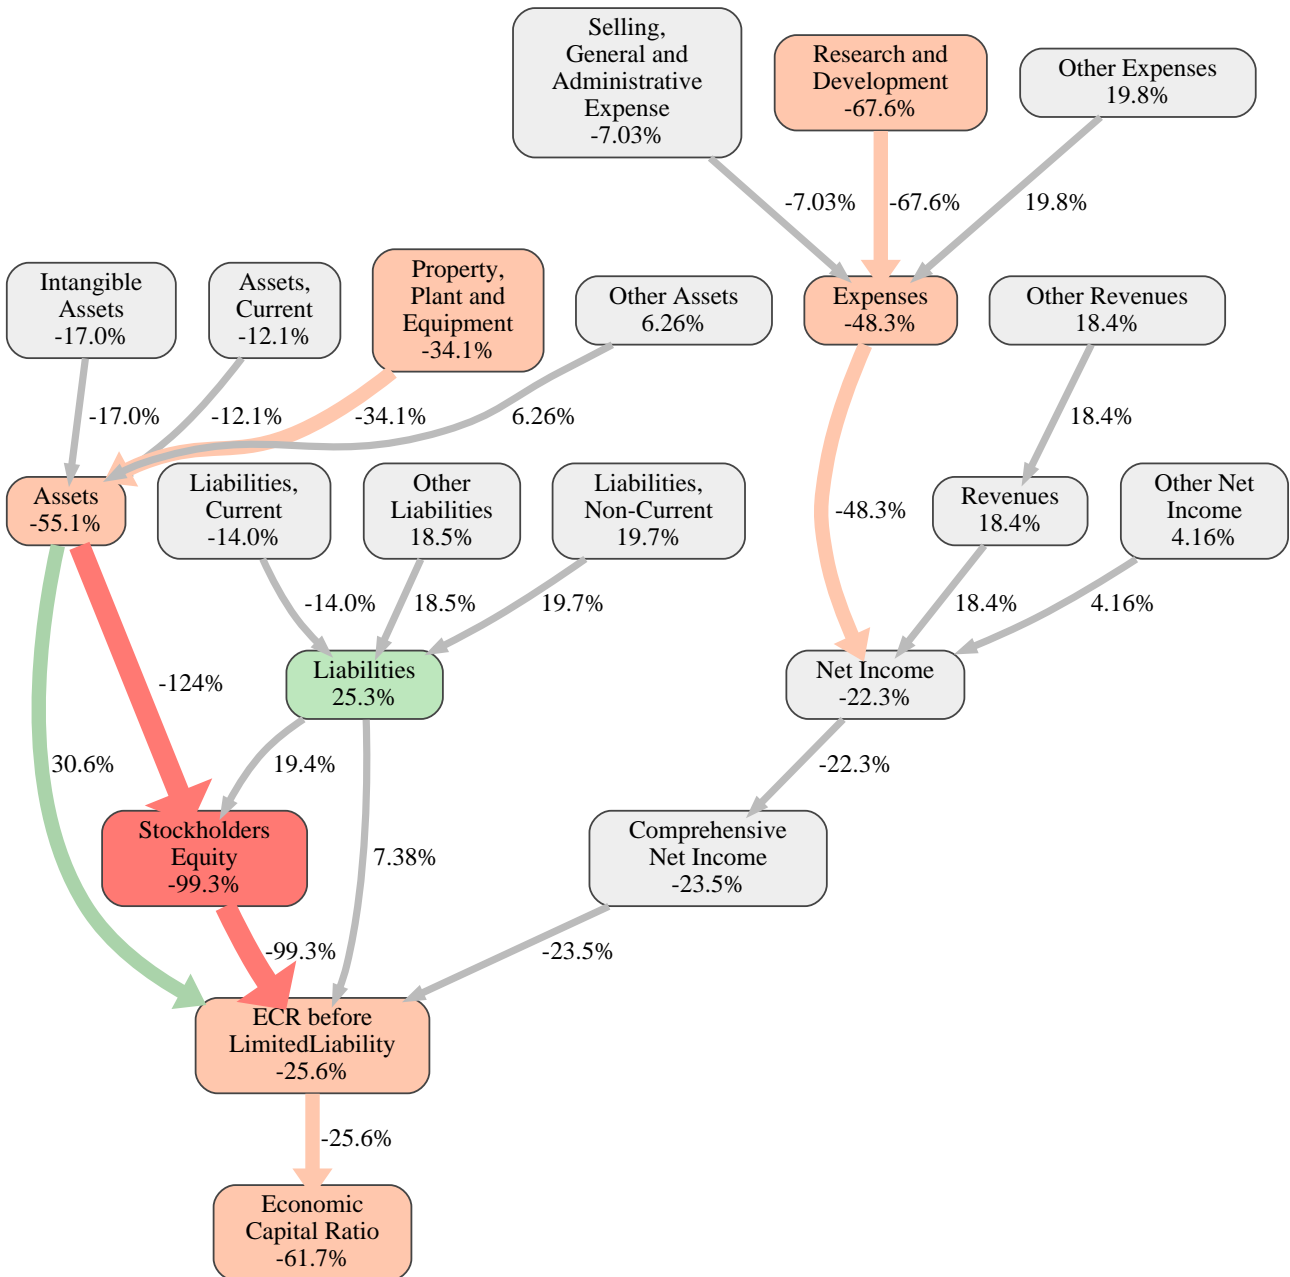 Selling,
General and
Administrative
Expense
-7.03%
Research and
Development
-67.6%
Other Expenses
19.8%
-7.03%
-67.6%
19.8%
Intangible
Assets
-17.0%
Assets,
Current
-12.1%
Property,
Plant and
Equipment
-34.1%
Other Assets
6.26%
Expenses
-48.3%
Other Revenues
18.4%
-17.0%
-12.1%
-34.1%
6.26%
18.4%
Assets
-55.1%
Liabilities,
Current
-14.0%
Other
Liabilities
18.5%
Liabilities,
Non-Current
19.7%
-48.3%
Revenues
18.4%
Other Net
Income
4.16%
-14.0%
18.5%
19.7%
18.4%
4.16%
-124%
Liabilities
25.3%
Net Income
-22.3%
30.6%
19.4%
-22.3%
Stockholders
Equity
-99.3%
7.38%
Comprehensive
Net Income
-23.5%
-99.3%
-23.5%
ECR before
LimitedLiability
-25.6%
-25.6%
Economic
Capital Ratio
-61.7%